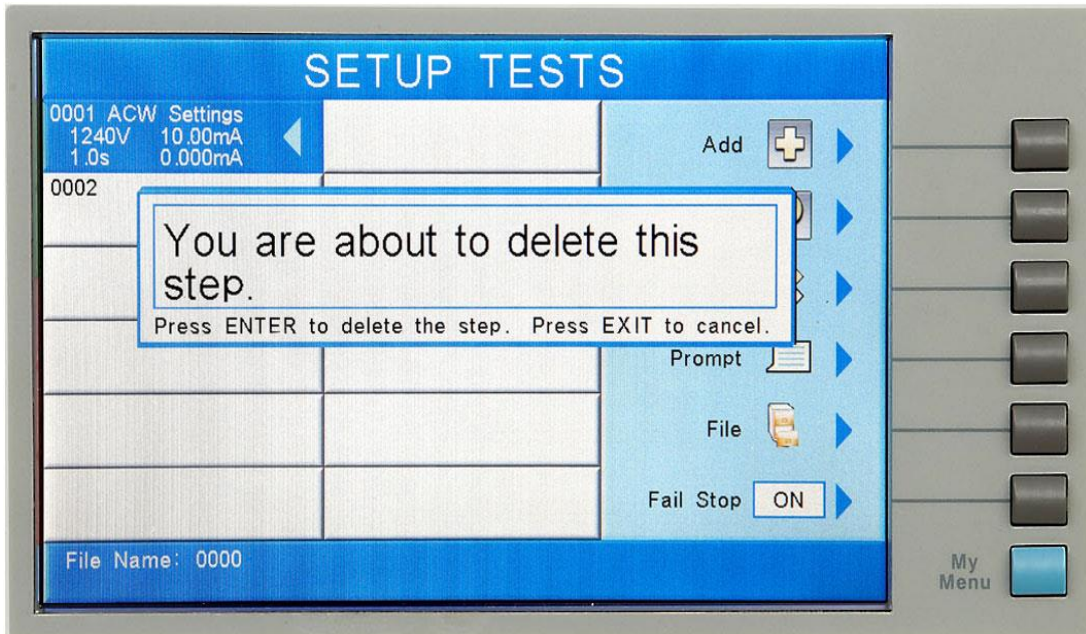 SETUP TESTS
0001 ACW Settings
1240V 10.00mA
1.0s 0.000mA
0002
Add
You are about to delete this
step.
Press ENTER to delete the step. Press EXIT to cancel.
Prompt
File
Fail Stop ON
File Name: 0000
My
Menu